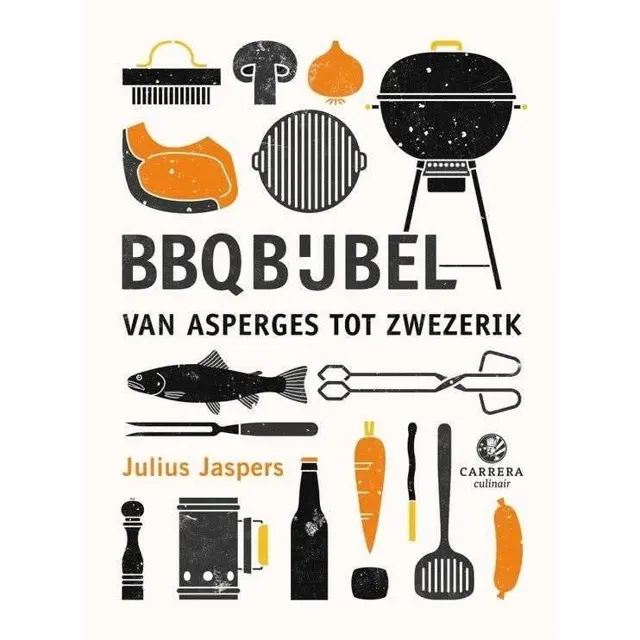 BBQBIJBEL
VAN ASPERGES TOT ZWEZERIK
Julius Jaspers
CARRERA
culinair